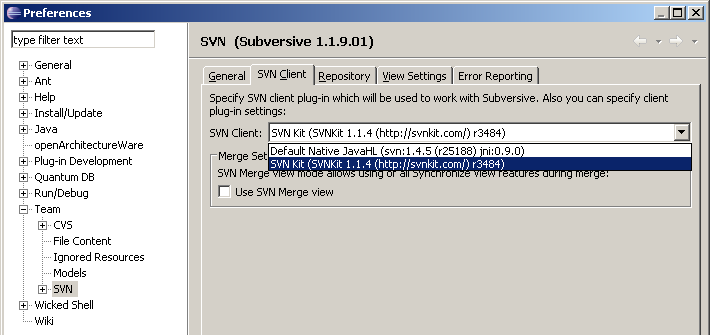 Preferences
type filter text
General
Ant
Help
Install/Update
Java
openArchitectureWare
Plug-in Development
Quantum DB
Run/Debug
Team
CVS
File Content
Ignored Resources
Models
SVN
Wicked Shell
Wiki
SVN (Subversive 1.1.9.01)
General SVN Client Repository View Settings Error Reporting
Specify SVN client plug-in which will be used to work with Subversive. Also you can specify client
plug-in settings:
SVN Client: SVN Kit (SVNKit 1.1.4 (http://svnkit.com/) r3484)
Default Native JavaHL (svn:1.4.5 (r25188) jni:0.9.0)
Merge Set
SVN Kit (SVNKit 1.1.4 (http://svnkit.com/) r3484)
SVN Merge view mode allows using of all Synchronize View features during merge:
Use SVN Merge view